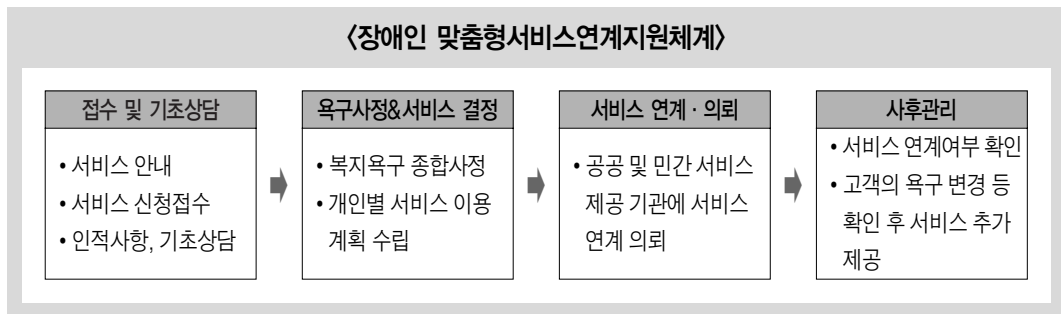 〈장애인 맞춤형서비스연계지원체계〉
접수 및 기초상담
• 서비스 안내
• 서비스 신청접수
• 인적사항, 기초상담
욕구사정&서비스 결정
• 복지욕구 종합사정
• 개인별 서비스 이용
계획 수립
서비스 연계 · 의뢰
• 공공 및 민간 서비스
제공 기관에 서비스
연계 의뢰
사후관리
• 서비스 연계여부 확인
• 고객의 욕구 변경 등
확인 후 서비스 추가
제공